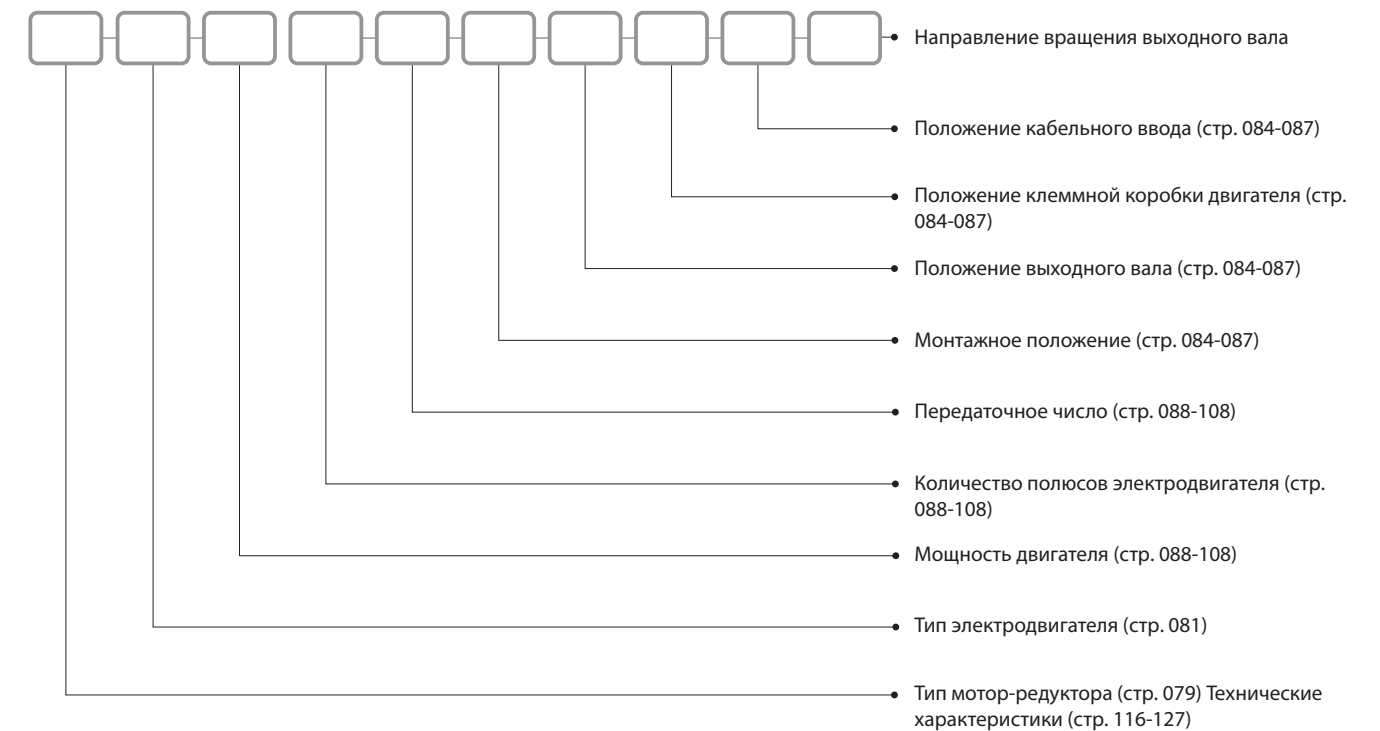 Направление вращения выходного вала
Положение кабельного ввода (стр. 084-087)
Положение клеммной коробки двигателя (стр.
084-087)
Положение выходного вала (стр. 084-087)
Монтажное положение (стр. 084-087)
Передаточное число (стр. 088-108)
Количество полюсов электродвигателя (стр.
088-108)
Мощность двигателя (стр. 088-108)
Тип электродвигателя (стр. 081)
Тип мотор-редуктора (стр. 079) Технические
характеристики (стр. 116-127)